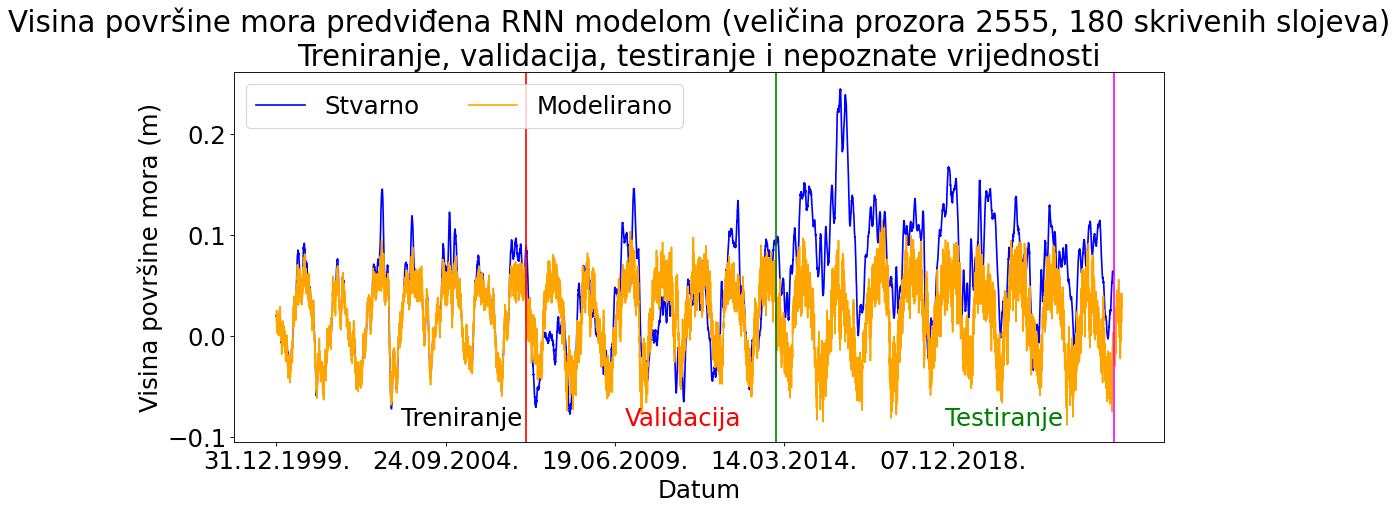 Visina površine mora predviđena RNN modelom (veličina prozora 2555, 180 skrivenih slojeva)
Treniranje, validacija, testiranje i nepoznate vrijednosti
Stvarno Modelirano
Visina površine mora (m)
0.2
0.1
0.0
−0.1
Treniranje Validacija Testiranje
31.12.1999. 24.09.2004. 19.06.2009. 14.03.2014. 07.12.2018.
Datum